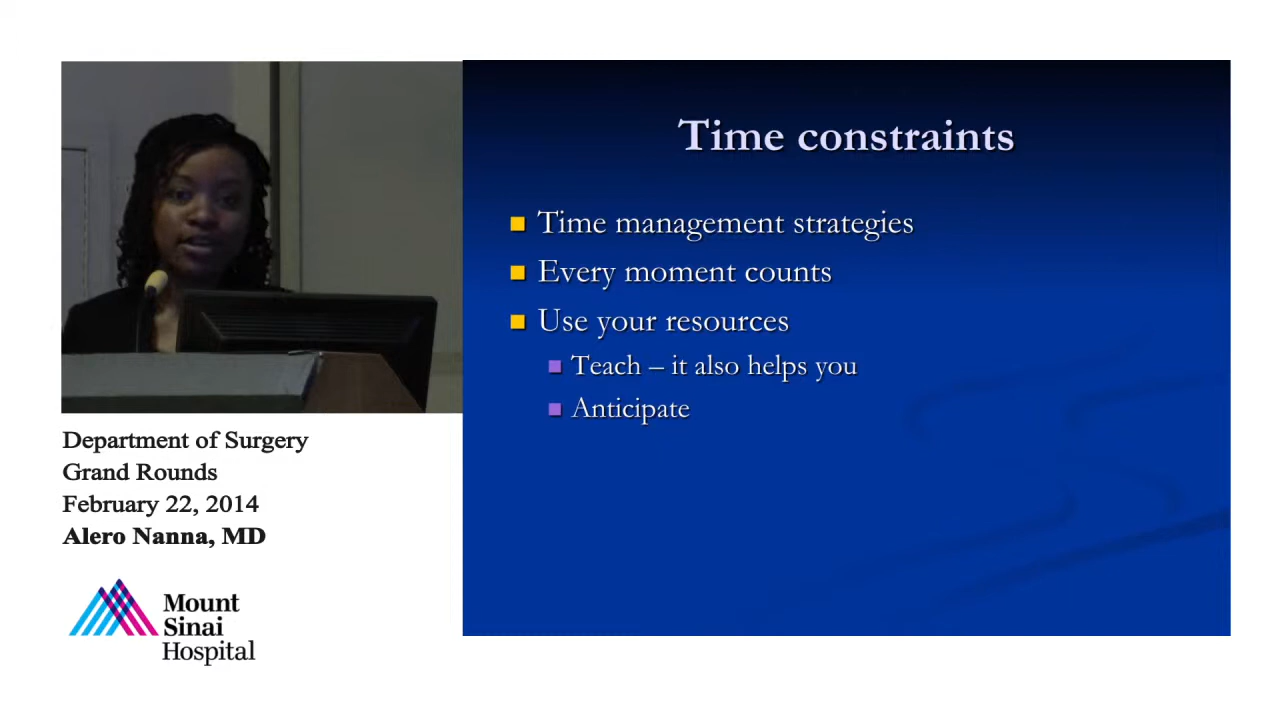 Time constraints
Time management strategies
Every moment counts
Use your resources
Teach – it also helps you
Anticipate
Department of Surgery
Grand Rounds
February 22, 2014
Alero Nanna, MD
Mount
Sinai
Hospital